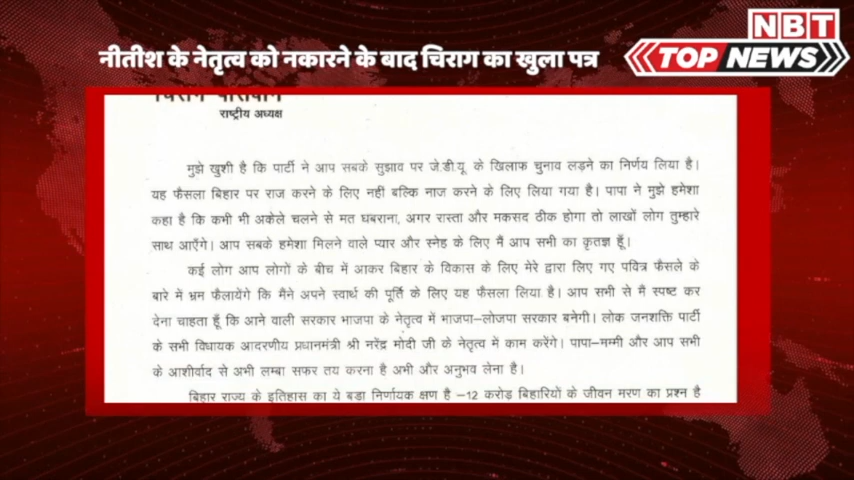 नीतीश के नेतृत्व को नकारने के बाद चिराग का खुला पत्र
NBT
TOP NEWS
राष्ट्रीय अध्यक्ष
मुझे खुशी है कि पार्टी ने आप सबके सुझाव पर जे.डी.यू. के खिलाफ चुनाव लड़ने का निर्णय लिया है।
यह फैसला बिहार पर राज करने के लिए नहीं बल्कि नाज करने के लिए लिया गया है। पापा ने मुझे हमेशा
कहा है कि कभी भी अकेले चलने से मत घबराना, अगर रास्ता और मकसद ठीक होगा तो लाखों लोग तुम्हारे
साथ आऍंगे। आप सबके हमेशा मिलने वाले प्यार और स्नेह के लिए मैं आप सभी का कृतज्ञ हूँ।
कई लोग आप लोगों के बीच में आकर बिहार के विकास के लिए मेरे द्वारा लिए गए पवित्र फैसले के
बारे में भ्रम फैलायेंगे कि मैने अपने स्वार्थ की पूर्ति के लिए यह फैसला लिया है। आप सभी से मै स्पष्ट कर
देना चाहता हूँ कि आने वाली सरकार भाजपा के नेतृत्व में भाजपा–लोजपा सरकार बनेगी। लोक जनशक्ति पार्टी
के सभी विधायक आदरणीय प्रधानमंत्री श्री नरेंद्र मोदी जी के नेतृत्व में काम करेंगे। पापा–मम्मी और आप सभी
के आशीर्वाद से अभी लम्बा सफर तय करना है अभी और अनुभव लेना है।
बिहार राज्य के इतिहास का ये बड़ा निर्णायक क्षण है –12 करोड़ बिहारियों के जीवन मरण का प्रश्न है